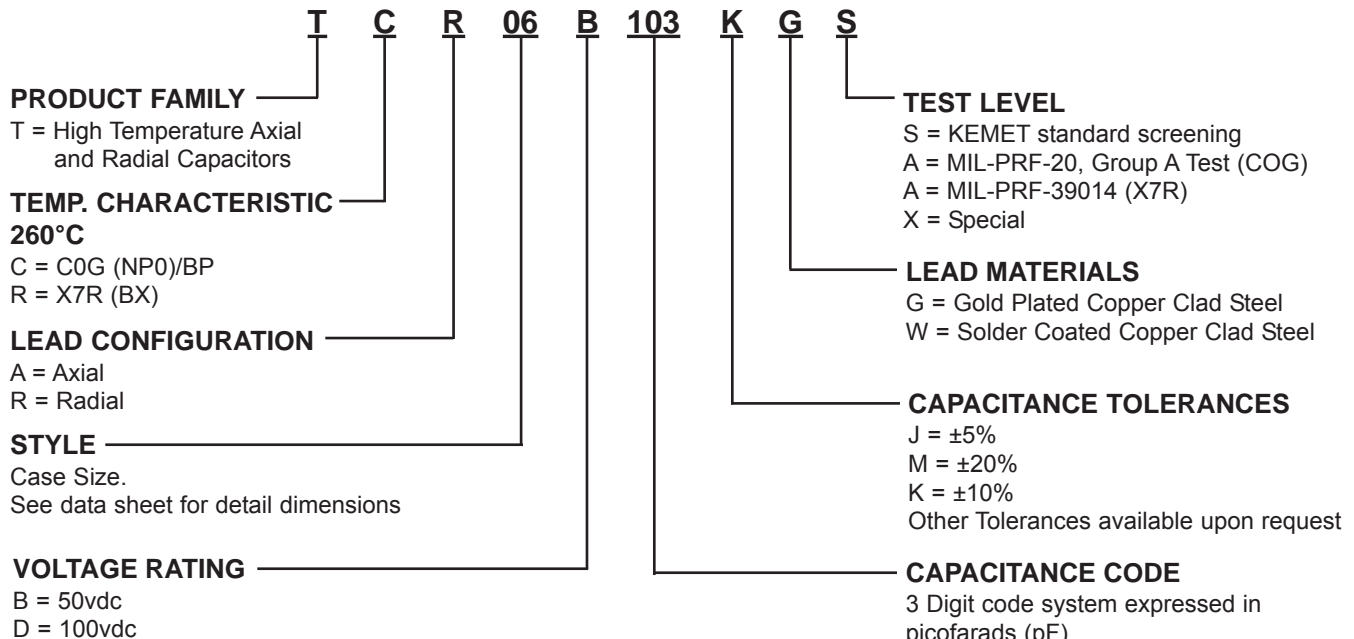 T C R 06 B 103 K G S
PRODUCT FAMILY
T = High Temperature Axial
and Radial Capacitors
TEMP. CHARACTERISTIC
260°C
C = C0G (NP0)/BP
R = X7R (BX)
LEAD CONFIGURATION
A = Axial
R = Radial
STYLE
Case Size.
See data sheet for detail dimensions
VOLTAGE RATING
B = 50vdc
D = 100vdc
TEST LEVEL
S = KEMET standard screening
A = MIL-PRF-20, Group A Test (COG)
A = MIL-PRF-39014 (X7R)
X = Special
LEAD MATERIALS
G = Gold Plated Copper Clad Steel
W = Solder Coated Copper Clad Steel
CAPACITANCE TOLERANCES
J = ±5%
M = ±20%
K = ±10%
Other Tolerances available upon request
CAPACITANCE CODE
3 Digit code system expressed in
picofarads (pF)